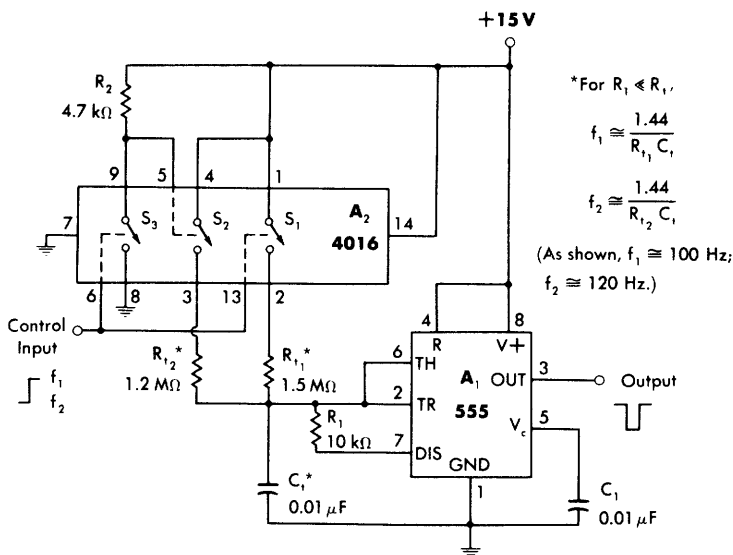 +15V
R2
4.7 kΩ
*For R1 ≪ Rt,
f1 ≅ 1.44 / Rt1 Ct
f2 ≅ 1.44 / Rt2 Ct
(As shown, f1 ≅ 100 Hz;
f2 ≅ 120 Hz.)
9
5
4
1
7
S3
S2
S1
A2
4016
14
6
8
3
13
2
Control
Input
f1
f2
Rt2*
1.2 MΩ
Rt1*
1.5 MΩ
4
8
R
V+
6
TH
2
TR
A1
555
OUT
3
Output
Vc
5
R1
10 kΩ
7
DIS
GND
1
Ct*
0.01 μF
C1
0.01 μF